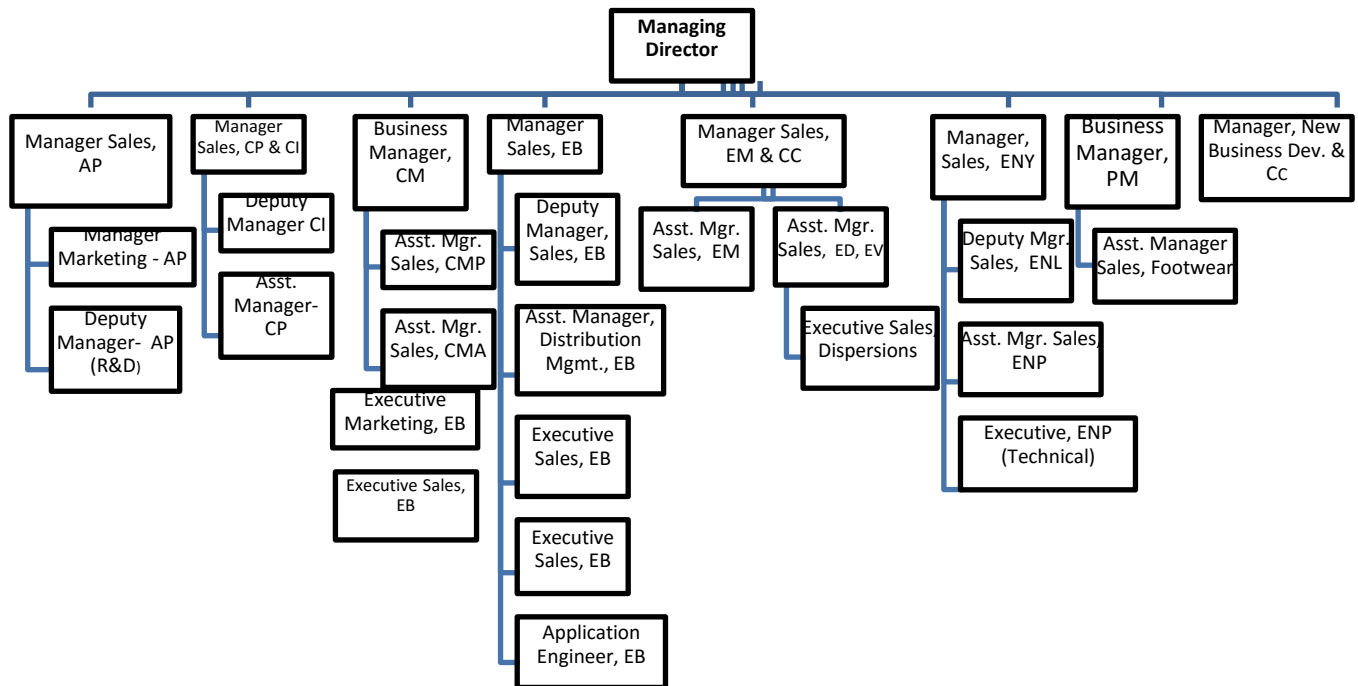 Managing
Director
Manager Sales,
AP
Manager
Marketing - AP
Deputy
Manager- AP
(R&D)
Manager
Sales, CP & CI
Deputy
Manager CI
Asst.
Manager-
CP
Business
Manager,
CM
Asst. Mgr.
Sales, CMP
Asst. Mgr.
Sales, CMA
Executive
Marketing, EB
Executive Sales,
EB
Manager
Sales, EB
Deputy
Manager,
Sales, EB
Asst. Manager,
Distribution
Mgmt., EB
Executive
Sales, EB
Executive
Sales, EB
Application
Engineer, EB
Manager Sales,
EM & CC
Asst. Mgr.
Sales, EM
Asst. Mgr.
Sales, ED, EV
Executive Sales,
Dispersions
Manager,
Sales, ENY
Deputy Mgr.
Sales, ENL
Asst. Mgr. Sales,
ENP
Executive, ENP
(Technical)
Business
Manager,
PM
Asst. Manager
Sales, Footwear
Manager, New
Business Dev. &
CC